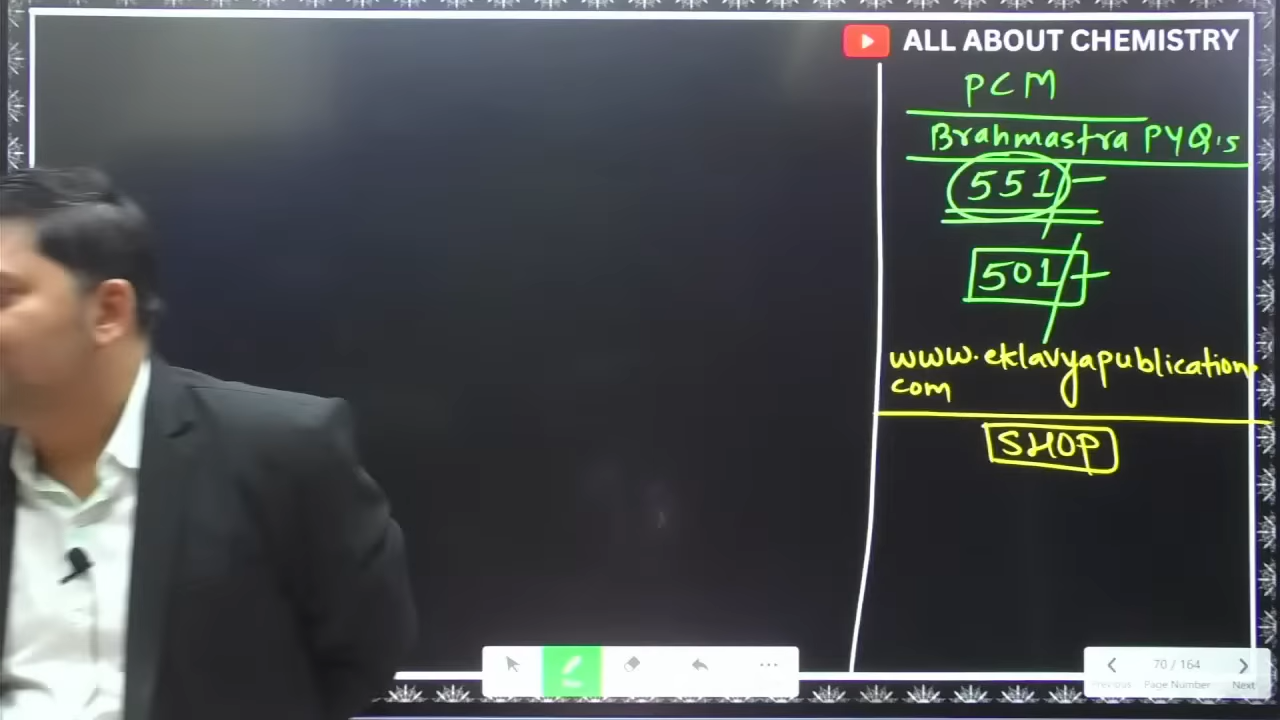 ALL ABOUT CHEMISTRY
PCM
Brahmastra PYQ's
551/-
501/-
www.eklavyapublication.
com
SHOP
70 / 164
Previous Page Number Next